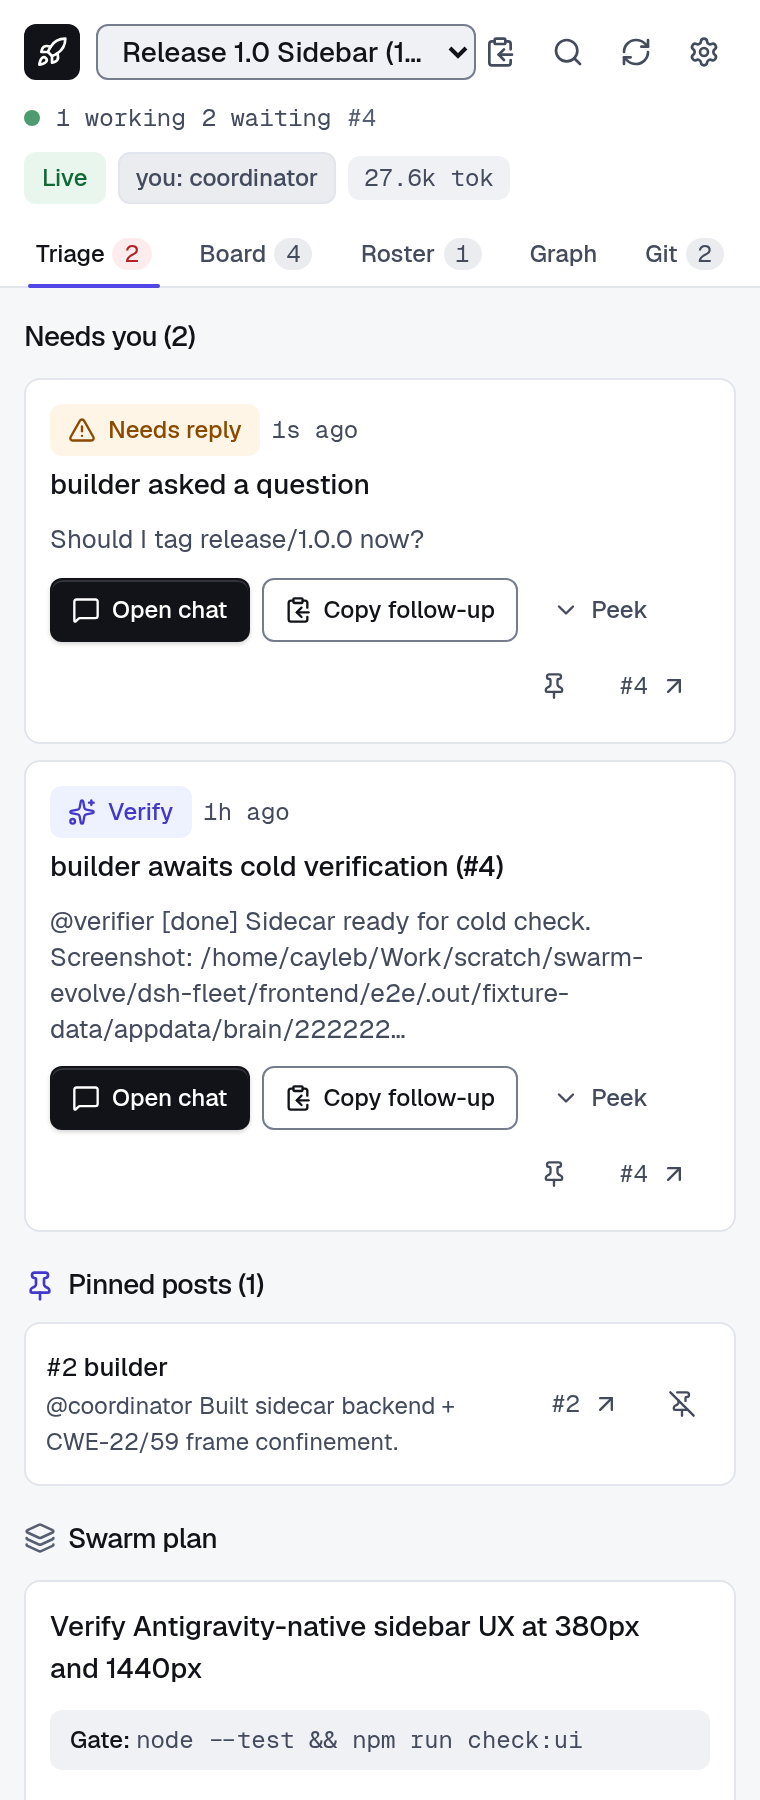 Release 1.0 Sidebar (1...
1 working 2 waiting #4
Live you: coordinator 27.6k tok
Triage 2 Board 4 Roster 1 Graph Git 2
Needs you (2)
Needs reply 1s ago
builder asked a question
Should I tag release/1.0.0 now?
Open chat Copy follow-up Peek
#4
Verify 1h ago
builder awaits cold verification (#4)
@verifier [done] Sidecar ready for cold check.
Screenshot: /home/cayleb/Work/scratch/swarm-
evolve/dsh-fleet/frontend/e2e/.out/fixture-
data/appdata/brain/222222...
Open chat Copy follow-up Peek
#4
Pinned posts (1)
#2 builder
@coordinator Built sidecar backend +
CWE-22/59 frame confinement.
#2
Swarm plan
Verify Antigravity-native sidebar UX at 380px
and 1440px
Gate: node --test && npm run check:ui